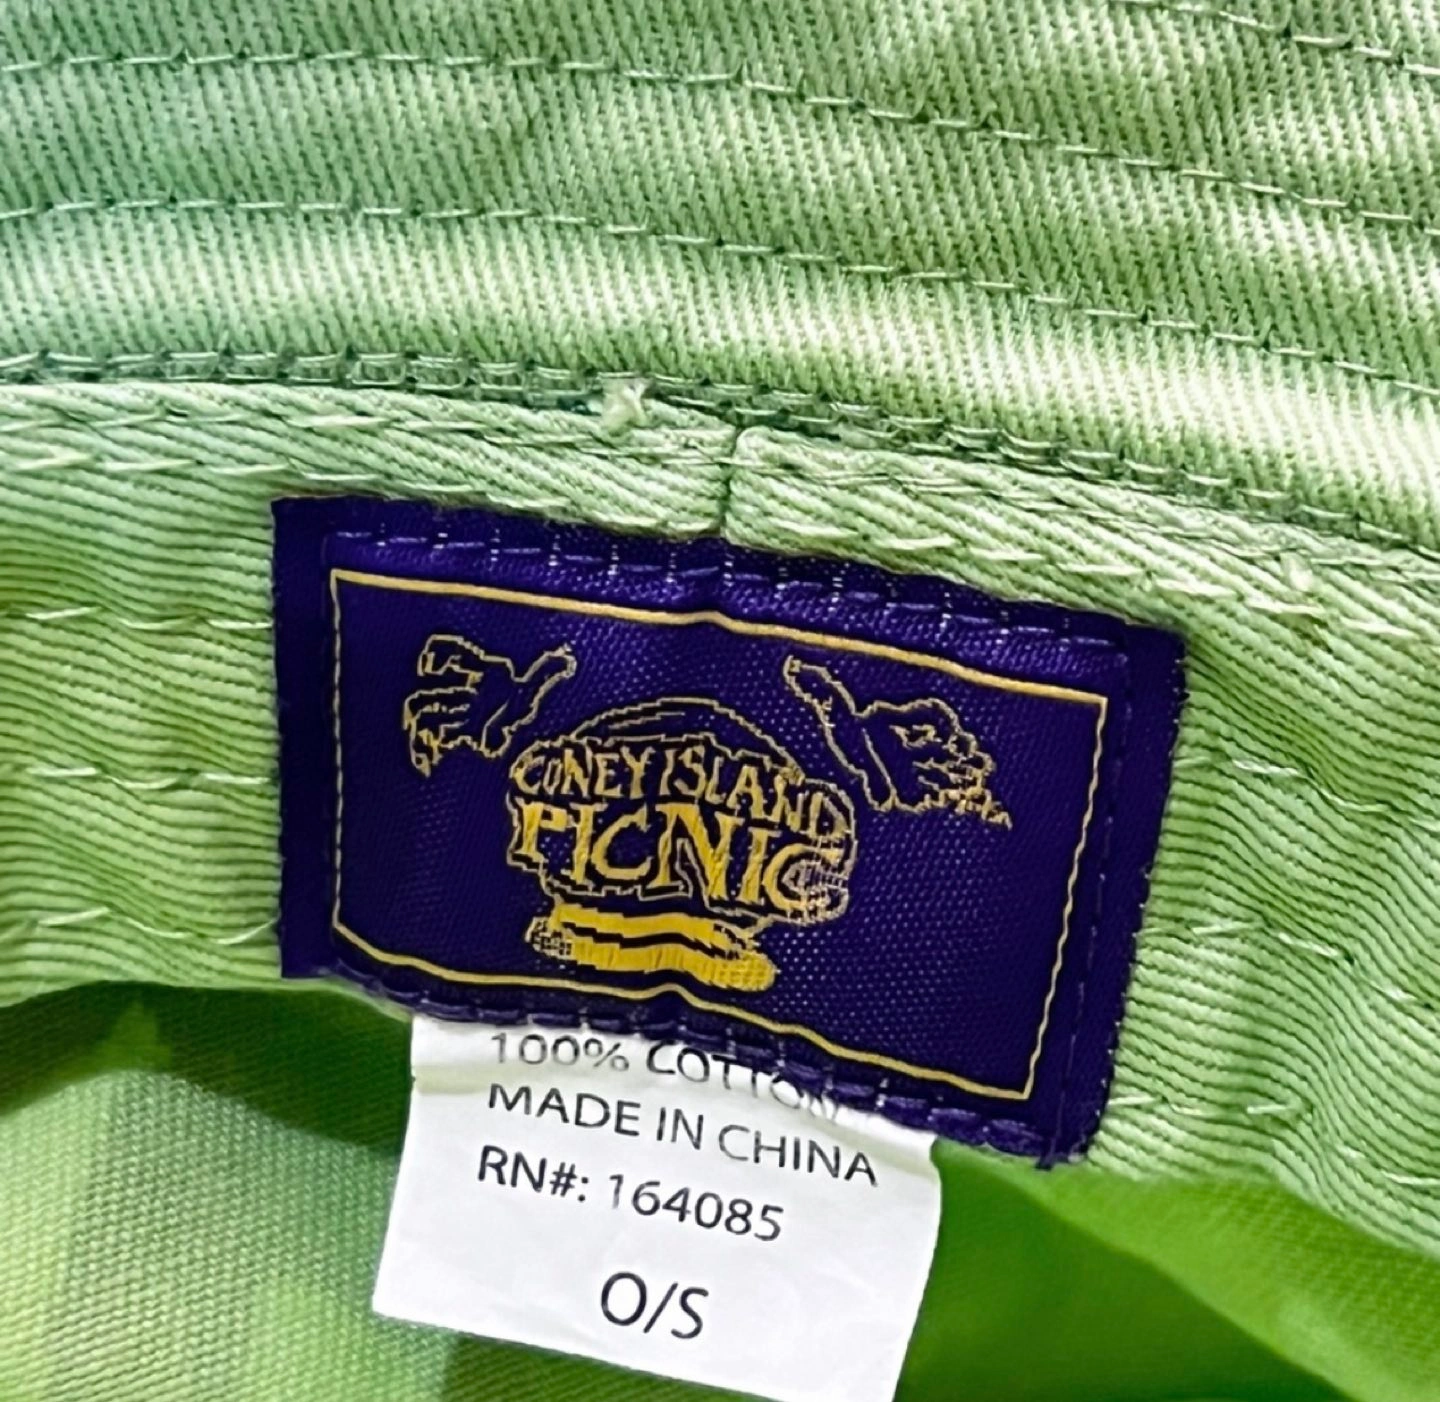 CONEY ISLAND
PICNIC
100% COTTON
MADE IN CHINA
RN#: 164085
O/S